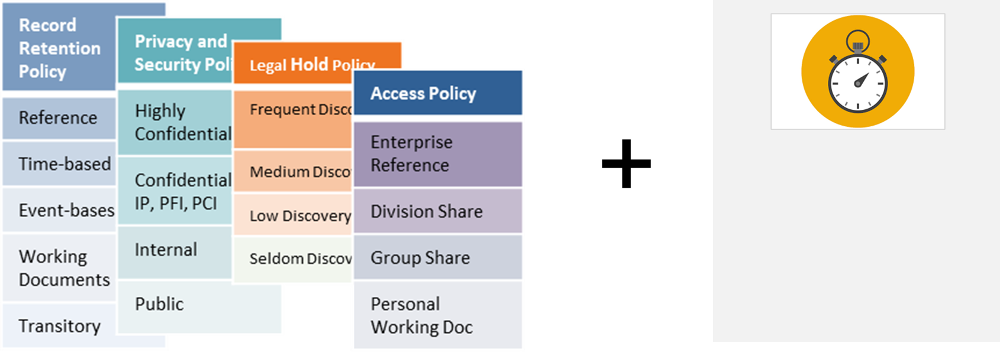 Record
Retention
Policy
Reference
Time-based
Event-bases
Working
Documents
Transitory
Privacy and
Security Poli
Highly
Confidential
Confidential
IP, PFI, PCI
Internal
Public
Legal Hold Policy
Frequent Disc
Medium Disco
Low Discovery
Seldom Discov
Access Policy
Enterprise
Reference
Division Share
Group Share
Personal
Working Doc